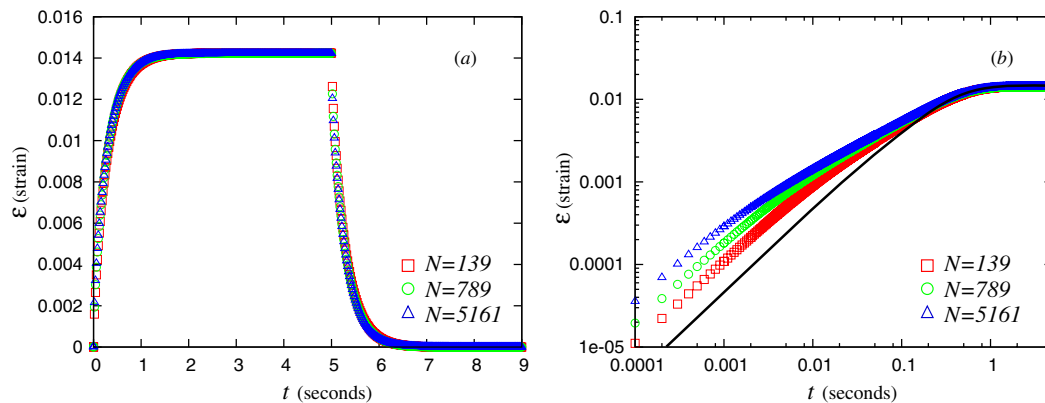 0.016
0.014
0.012
0.01
0.008
0.006
0.004
0.002
0
ε (strain)
(a)
N=139
N=789
N=5161
0 1 2 3 4 5 6 7 8 9
t (seconds)
0.1
0.01
0.001
0.0001
1e-05
ε (strain)
(b)
N=139
N=789
N=5161
0.0001 0.001 0.01 0.1 1
t (seconds)